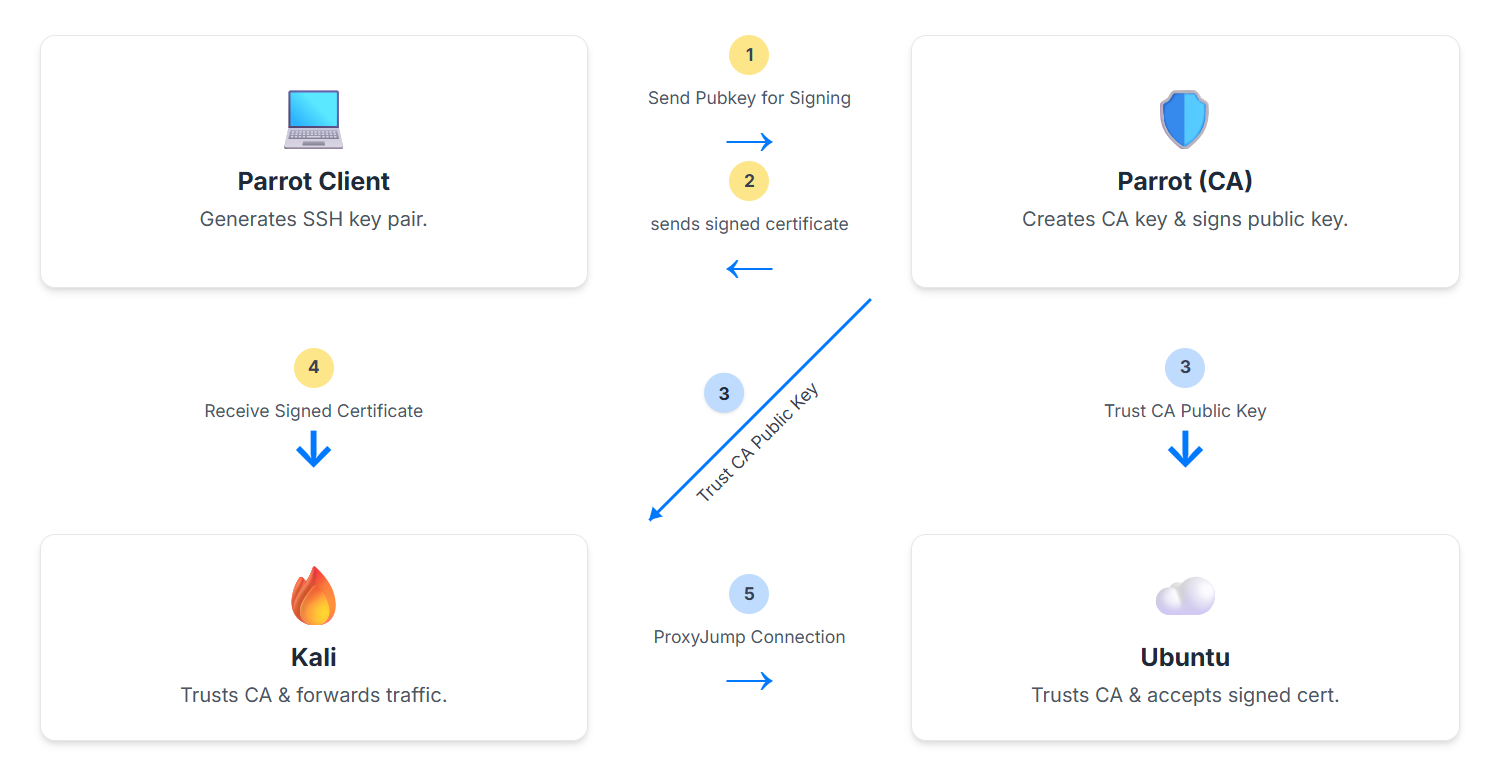 1
Send Pubkey for Signing
Parrot Client
Generates SSH key pair.
2
sends signed certificate
Parrot (CA)
Creates CA key & signs public key.
4
Receive Signed Certificate
3
Trust CA Public Key
3
Trust CA Public Key
Kali
Trusts CA & forwards traffic.
5
ProxyJump Connection
Ubuntu
Trusts CA & accepts signed cert.